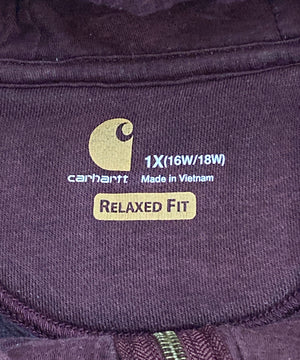 1X(16W/18W)
carhartt Made in Vietnam
RELAXED FIT